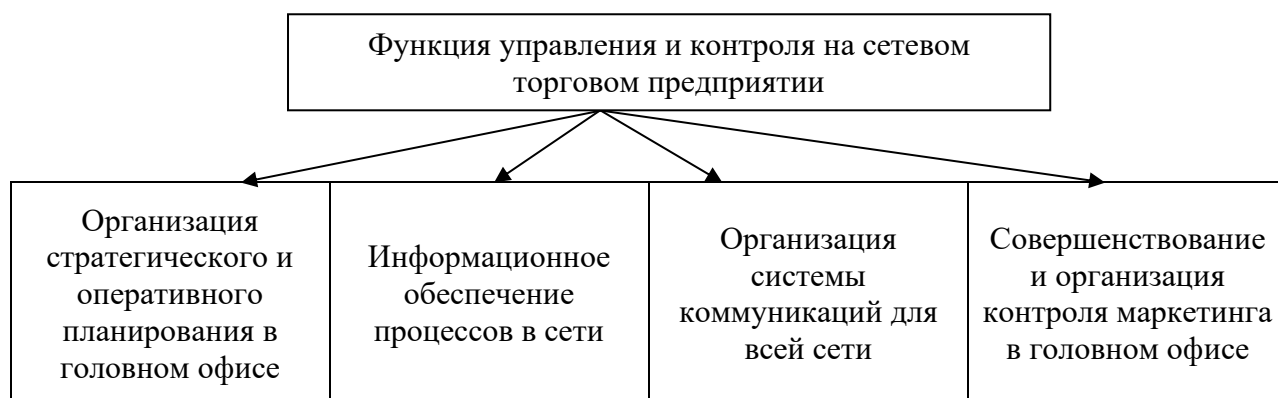 Функция управления и контроля на сетевом
торговом предприятии
Организация
стратегического и
оперативного
планирования в
головном офисе
Информационное
обеспечение
процессов в сети
Организация
системы
коммуникаций для
всей сети
Совершенствование
и организация
контроля маркетинга
в головном офисе